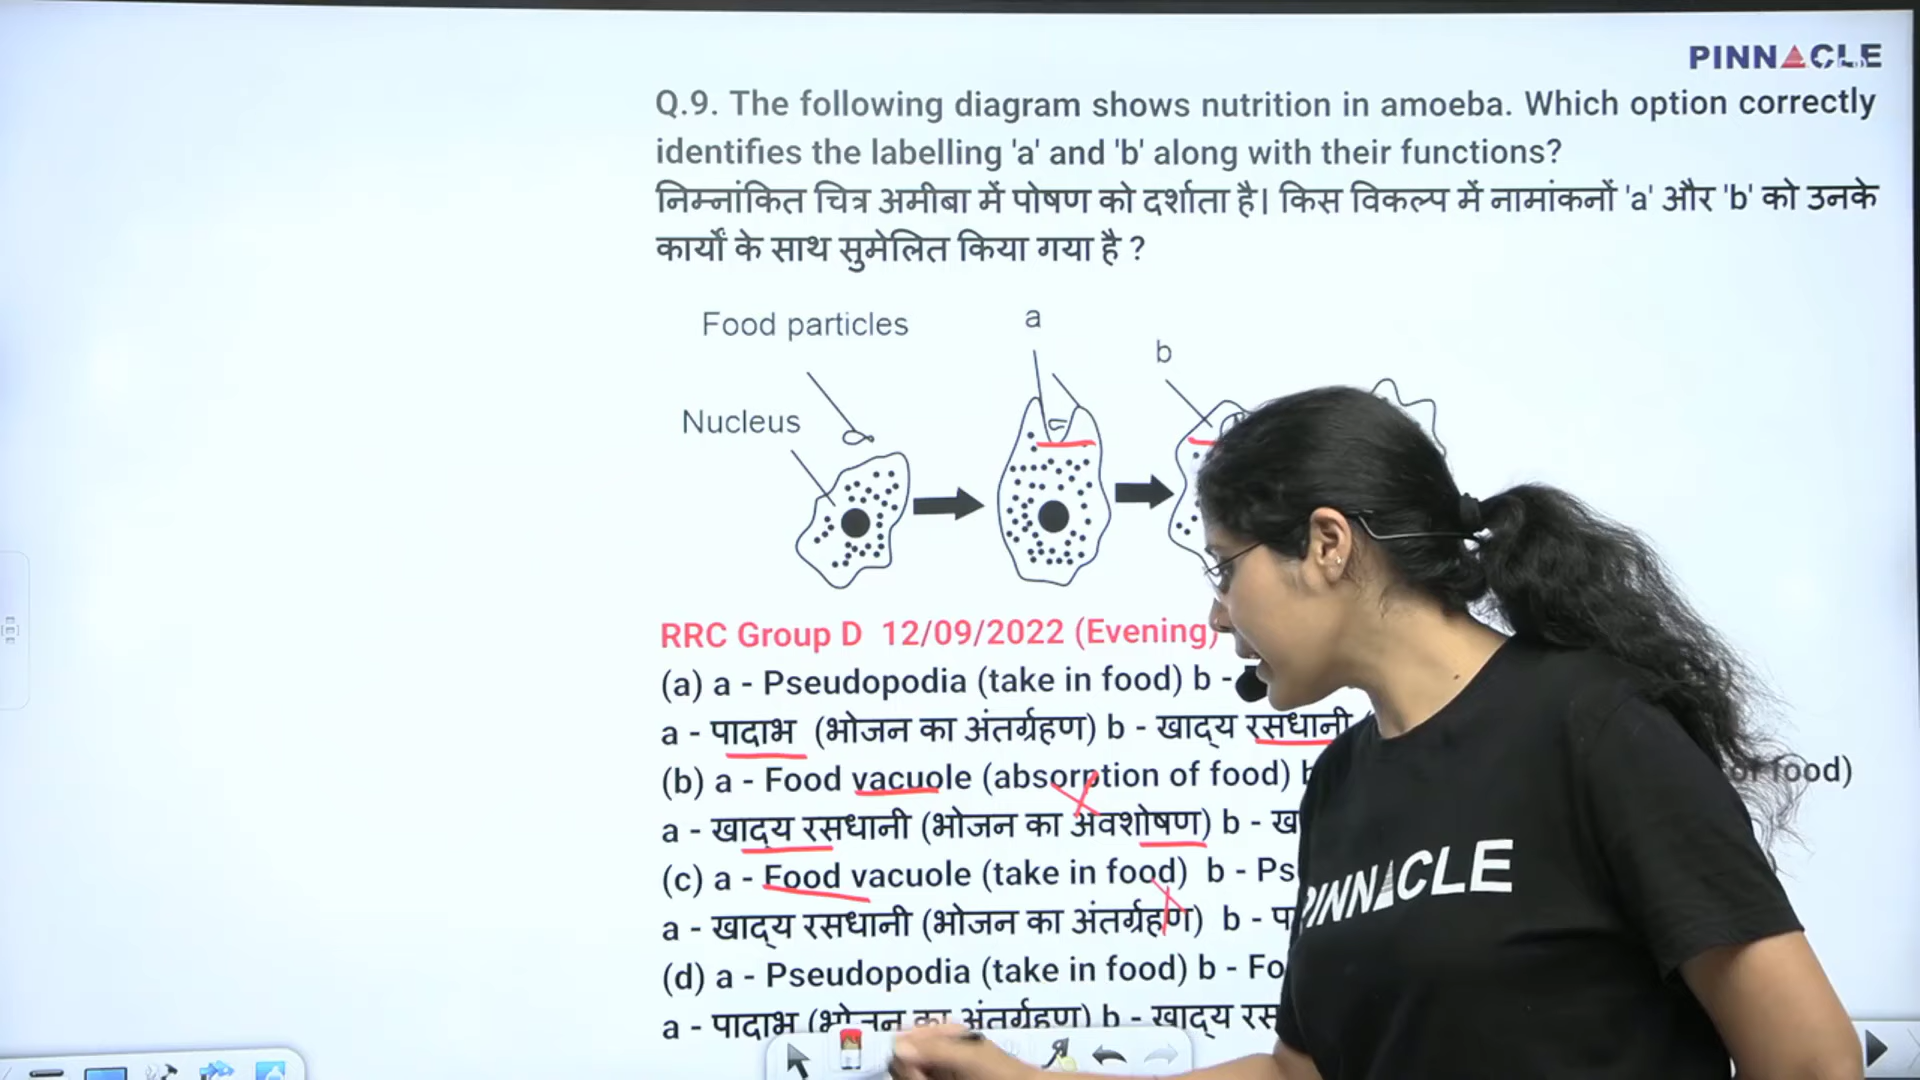 PINNACLE
Q.9. The following diagram shows nutrition in amoeba. Which option correctly
identifies the labelling 'a' and 'b' along with their functions?
निम्नांकित चित्र अमीबा में पोषण को दर्शाता है। किस विकल्प में नामांकनों 'a' और 'b' को उनके
कार्यों के साथ सुमेलित किया गया है ?
a
Food particles
b
Nucleus
RRC Group D 12/09/2022 (Evening)
(a) a - Pseudopodia (take in food) b -
a - पादाभ (भोजन का अंतर्ग्रहण) b - खाद्य रसधानी
(b) a - Food vacuole (absorption of food) b of food)
a - खाद्य रसधानी (भोजन का अवशोषण) b -
(c) a - Food vacuole (take in food) b -
a - खाद्य रसधानी (भोजन का अंतर्ग्रहण) b -
(d) a - Pseudopodia (take in food) b -
a - पादाभ (भोजन का अंतर्ग्रहण) b - खाद्य
PINNACLE